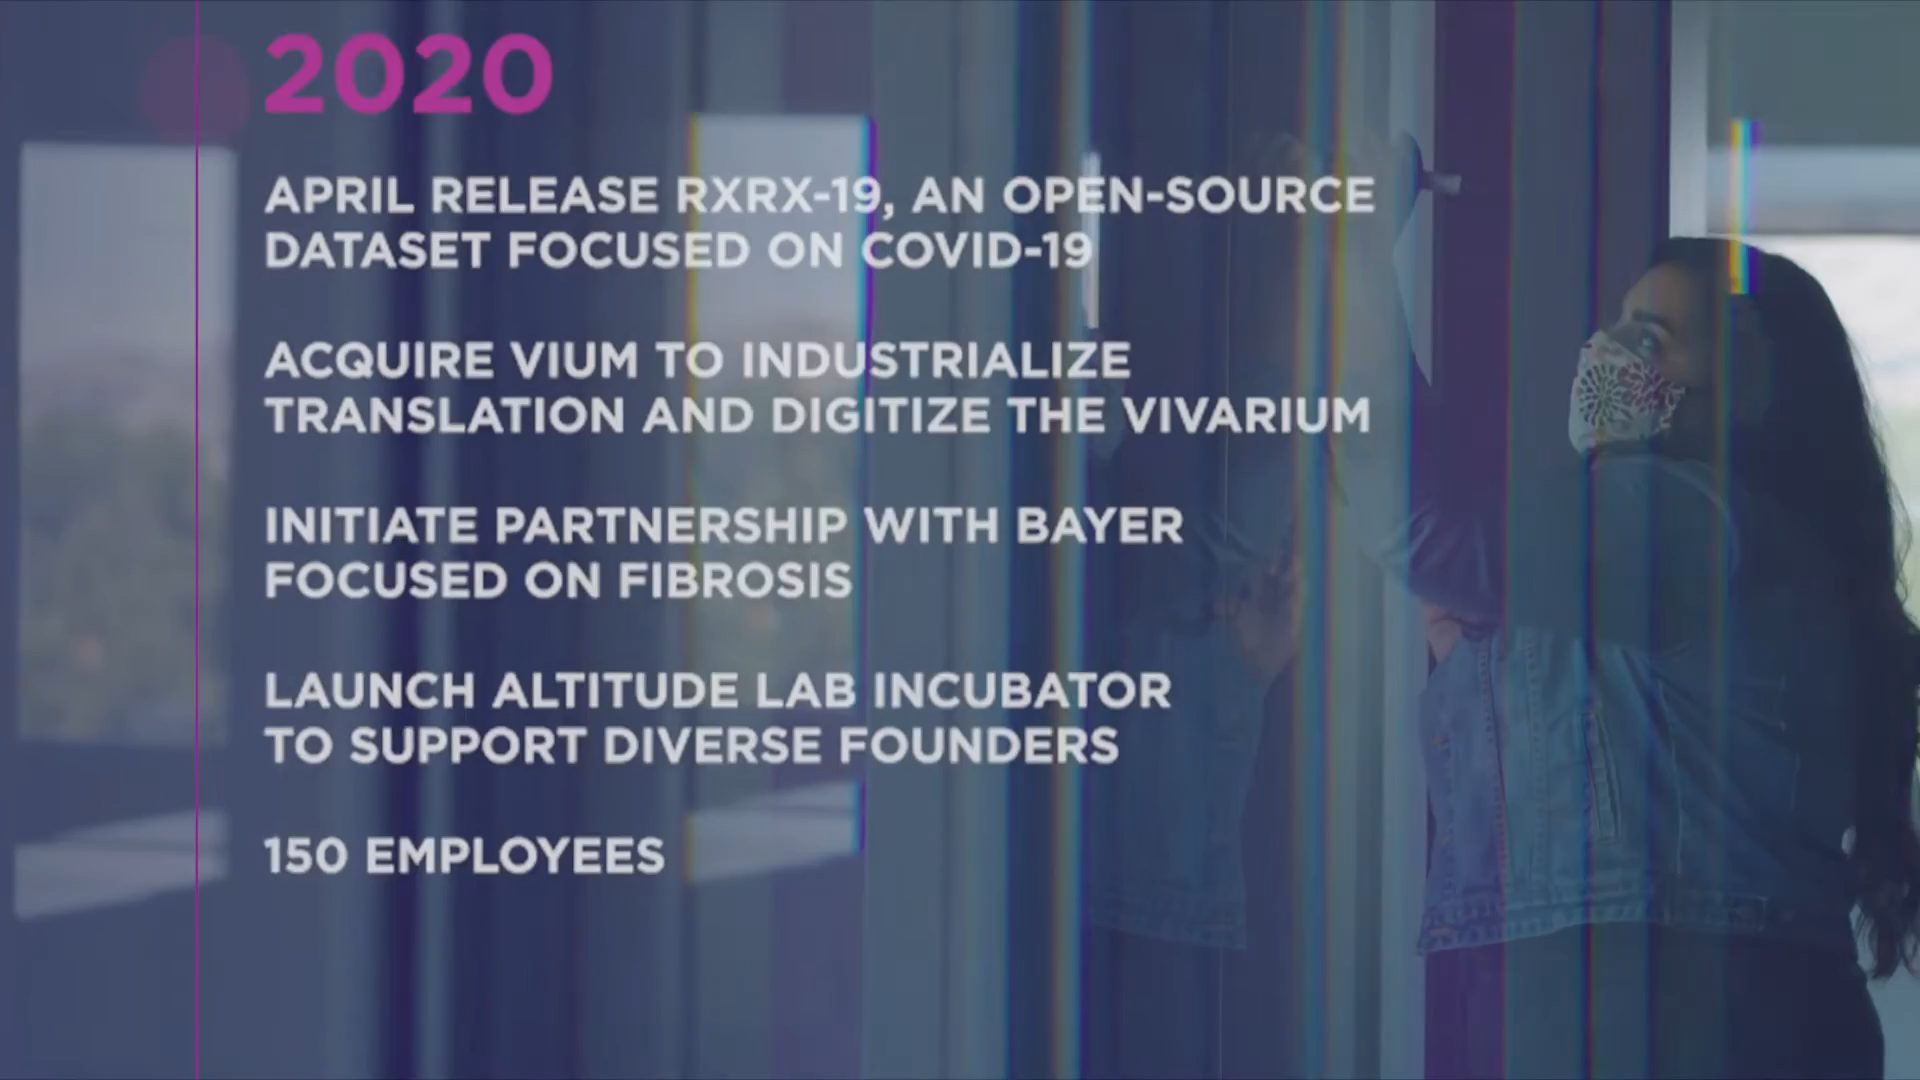 2020
APRIL RELEASE RXRX-19, AN OPEN-SOURCE
DATASET FOCUSED ON COVID-19
ACQUIRE VIUM TO INDUSTRIALIZE
TRANSLATION AND DIGITIZE THE VIVARIUM
INITIATE PARTNERSHIP WITH BAYER
FOCUSED ON FIBROSIS
LAUNCH ALTITUDE LAB INCUBATOR
TO SUPPORT DIVERSE FOUNDERS
150 EMPLOYEES